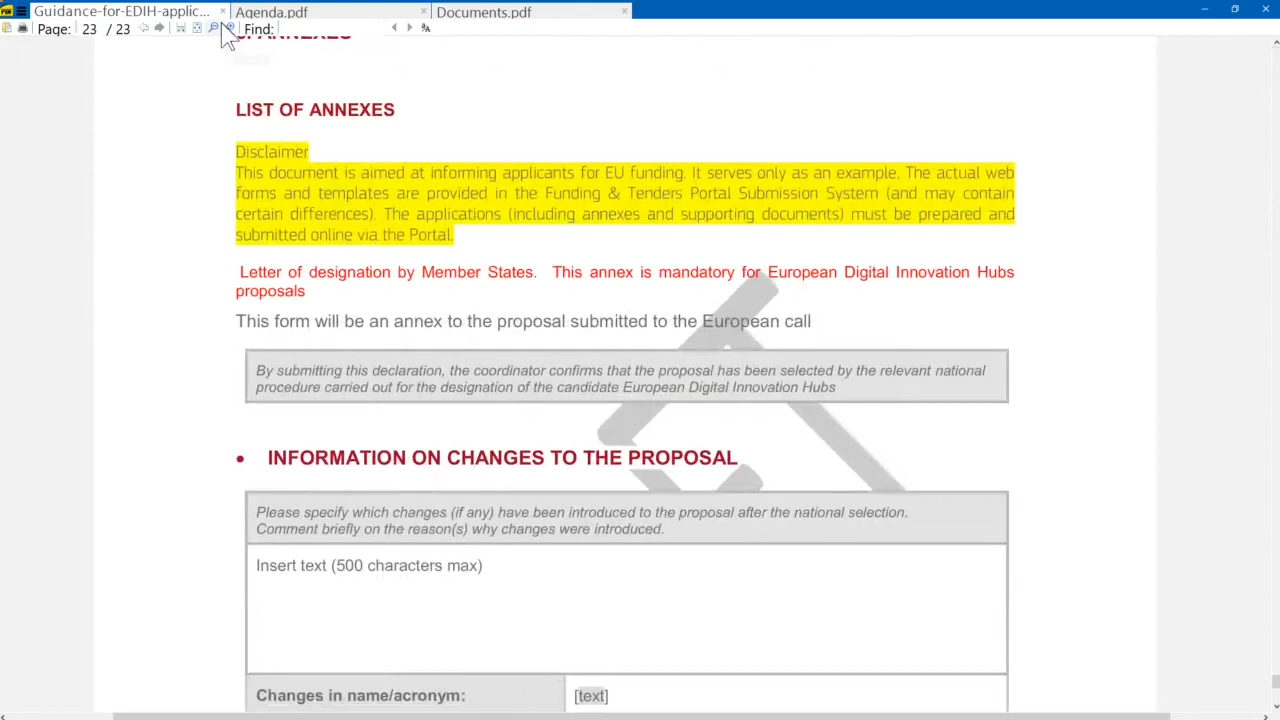 Guidance-for-EDIH-applic... × Agenda.pdf × Documents.pdf ×
Page: 23 / 23 Find:
ANNEXES
LIST OF ANNEXES
Disclaimer
This document is aimed at informing applicants for EU funding. It serves only as an example. The actual web
forms and templates are provided in the Funding & Tenders Portal Submission System (and may contain
certain differences). The applications (including annexes and supporting documents) must be prepared and
submitted online via the Portal.
Letter of designation by Member States. This annex is mandatory for European Digital Innovation Hubs
proposals
This form will be an annex to the proposal submitted to the European call
By submitting this declaration, the coordinator confirms that the proposal has been selected by the relevant national
procedure carried out for the designation of the candidate European Digital Innovation Hubs
• INFORMATION ON CHANGES TO THE PROPOSAL
Please specify which changes (if any) have been introduced to the proposal after the national selection.
Comment briefly on the reason(s) why changes were introduced.
Insert text (500 characters max)
Changes in name/acronym: [text]